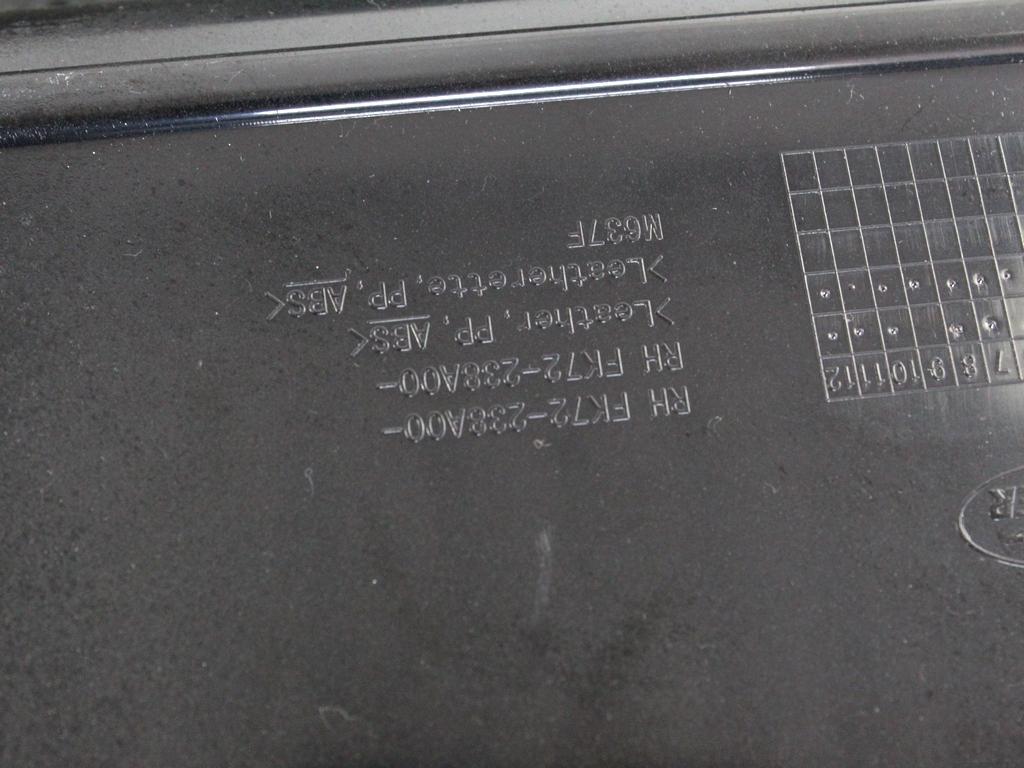 7 8 9 10 11 12
RH FK72-238A00-
RH FK72-238A00-
>Leather, PP, ABS<
>Leatherette, PP, ABS<
M637F